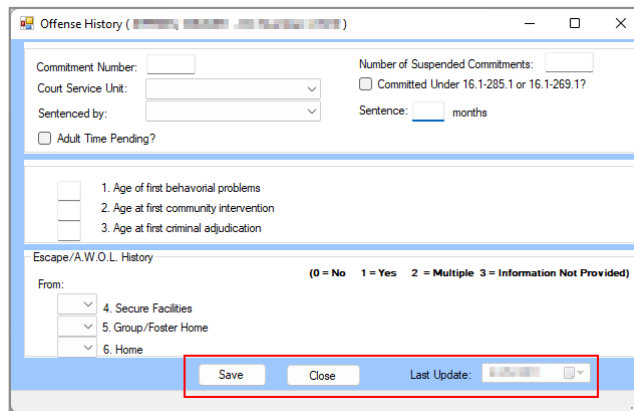 Offense History ( )
Commitment Number:
Number of Suspended Commitments:
Court Service Unit:
Committed Under 16.1-285.1 or 16.1-269.1?
Sentenced by:
Sentence: months
Adult Time Pending?
1. Age of first behavorial problems
2. Age at first community intervention
3. Age at first criminal adjudication
Escape/A.W.O.L. History
(0 = No 1 = Yes 2 = Multiple 3 = Information Not Provided)
From:
4. Secure Facilities
5. Group/Foster Home
6. Home
Save Close Last Update: